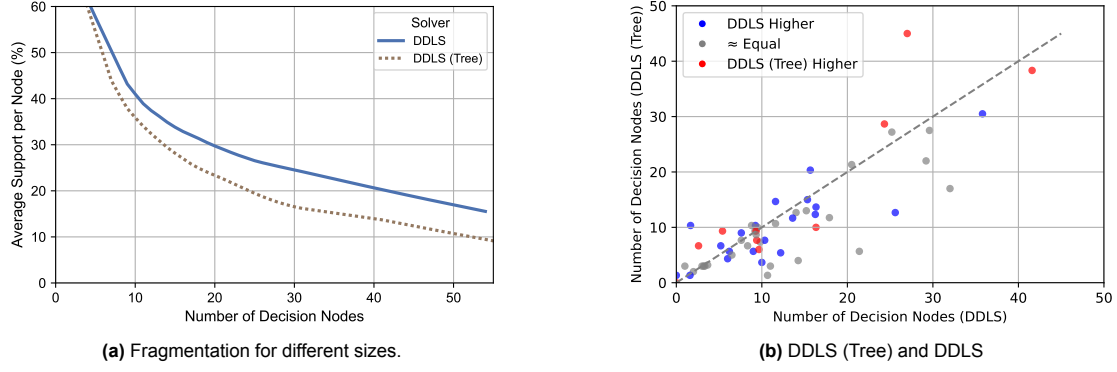 Average Support per Node (%)
60
50
40
30
20
10
0
Solver
DDLS
DDLS (Tree)
0 10 20 30 40 50
Number of Decision Nodes
(a) Fragmentation for different sizes.
Number of Decision Nodes (DDLS (Tree))
50
40
30
20
10
0
DDLS Higher
≈ Equal
DDLS (Tree) Higher
0 10 20 30 40 50
Number of Decision Nodes (DDLS)
(b) DDLS (Tree) and DDLS